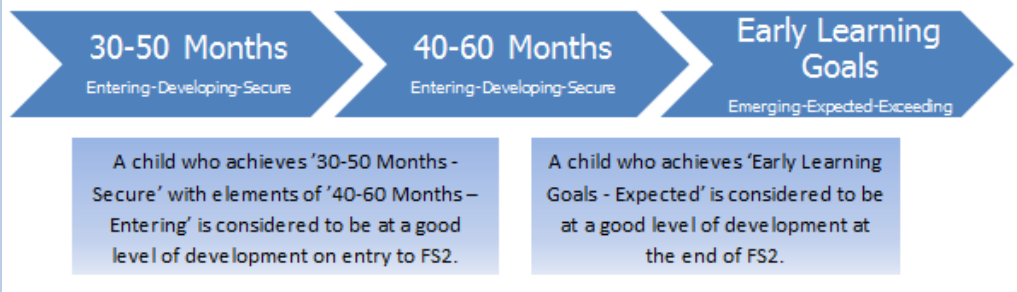 30-50 Months
Entering-Developing-Secure
40-60 Months
Entering-Developing-Secure
Early Learning
Goals
Emerging-Expected-Exceeding
A child who achieves ’30-50 Months -
Secure’ with elements of ’40-60 Months –
Entering’ is considered to be at a good
level of development on entry to FS2.
A child who achieves ‘Early Learning
Goals - Expected’ is considered to be
at a good level of development at
the end of FS2.